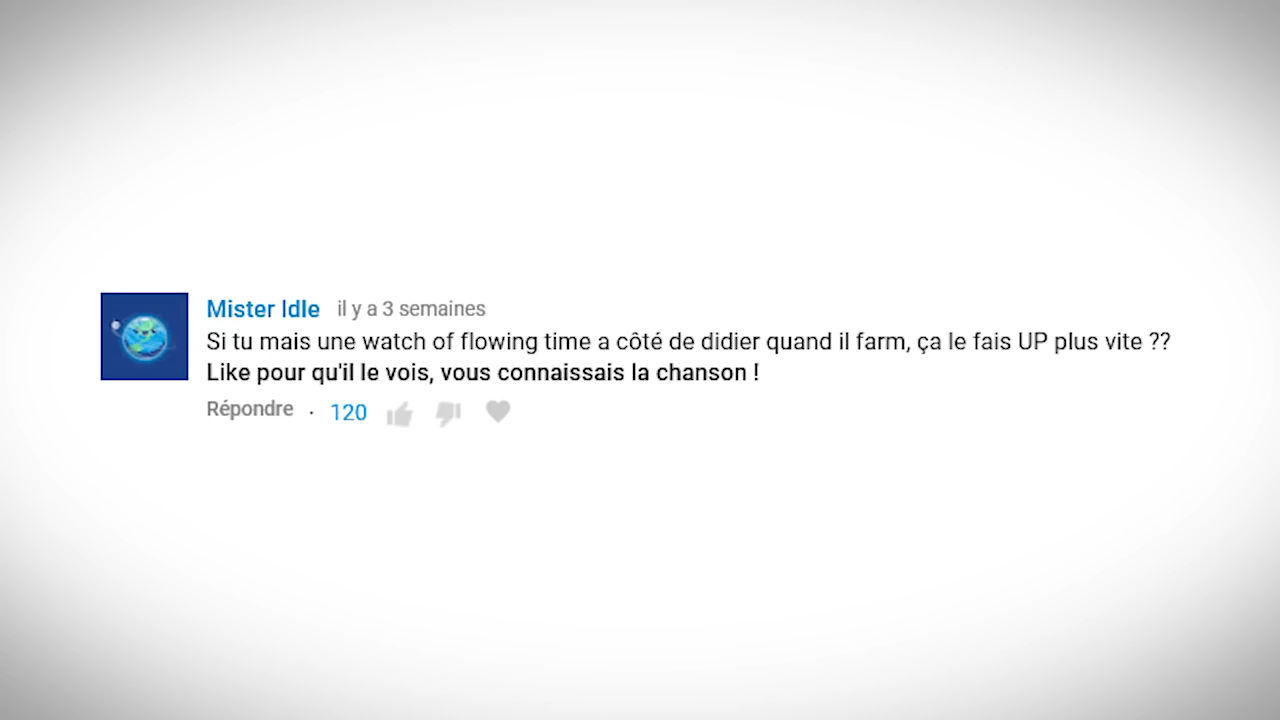 Mister Idle il y a 3 semaines
Si tu mais une watch of flowing time a côté de didier quand il farm, ça le fais UP plus vite ??
Like pour qu'il le vois, vous connaissais la chanson !
Répondre · 120